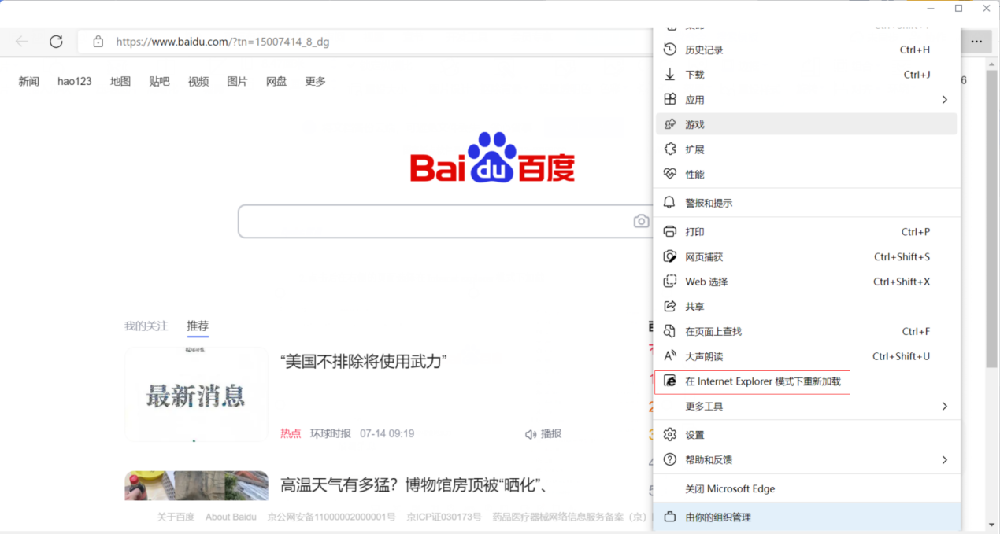 https://www.baidu.com/?tn=15007414_8_dg
新闻 hao123 地图 贴吧 视频 图片 网盘 更多
Bai du 百度
我的关注 推荐
最新消息
“美国不排除将使用武力”
热点 环球时报 07-14 09:19 播报
高温天气有多猛？博物馆房顶被“晒化”、
关于百度 About Baidu 京公网安备11000002000001号 京ICP证030173号 药品医疗器械网络信息服务备案（京）
历史记录 Ctrl+H
下载 Ctrl+J
应用
游戏
扩展
性能
警报和提示
打印 Ctrl+P
网页捕获 Ctrl+Shift+S
Web 选择 Ctrl+Shift+X
共享
在页面上查找 Ctrl+F
大声朗读 Ctrl+Shift+U
在 Internet Explorer 模式下重新加载
更多工具
设置
帮助和反馈
关闭 Microsoft Edge
由你的组织管理
6